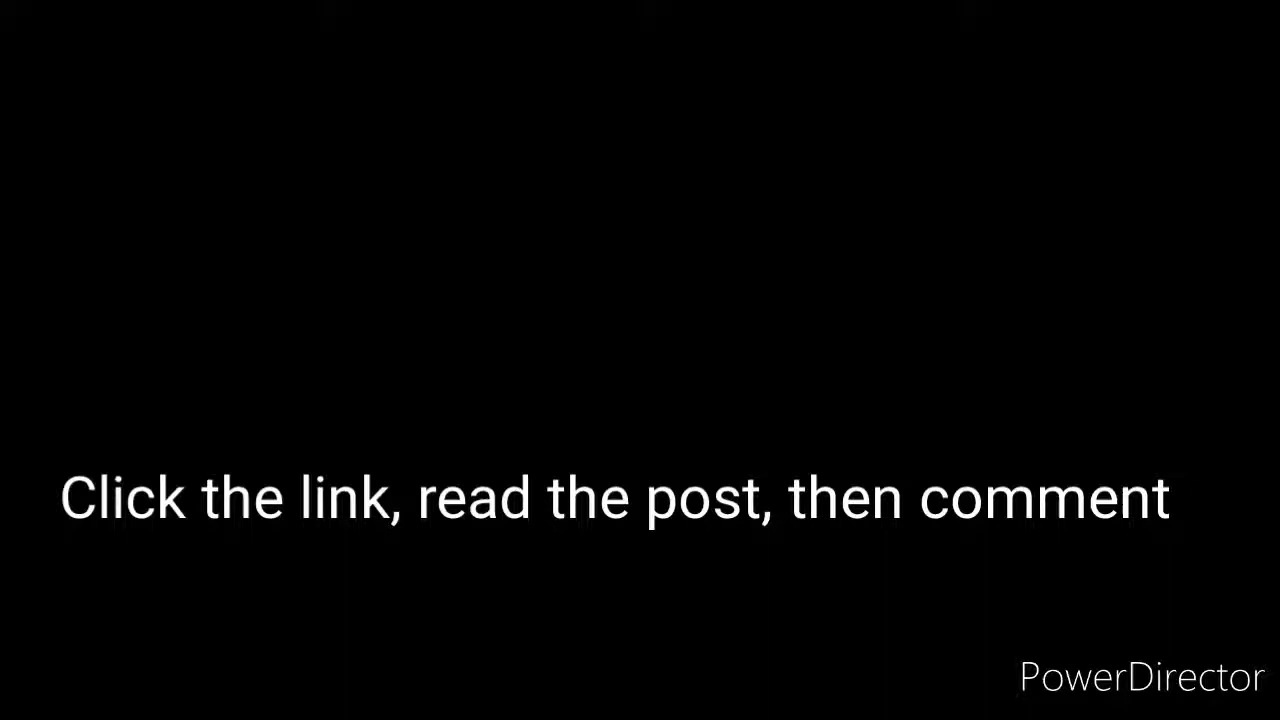 Click the link, read the post, then comment
PowerDirector